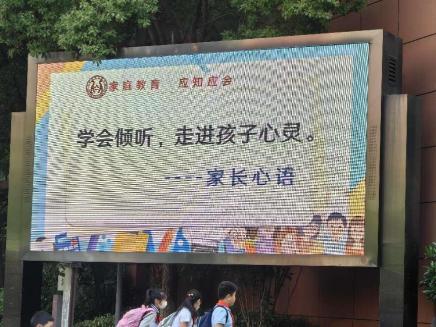 家庭教育 应知应会
学会倾听，走进孩子心灵。
----家长心语